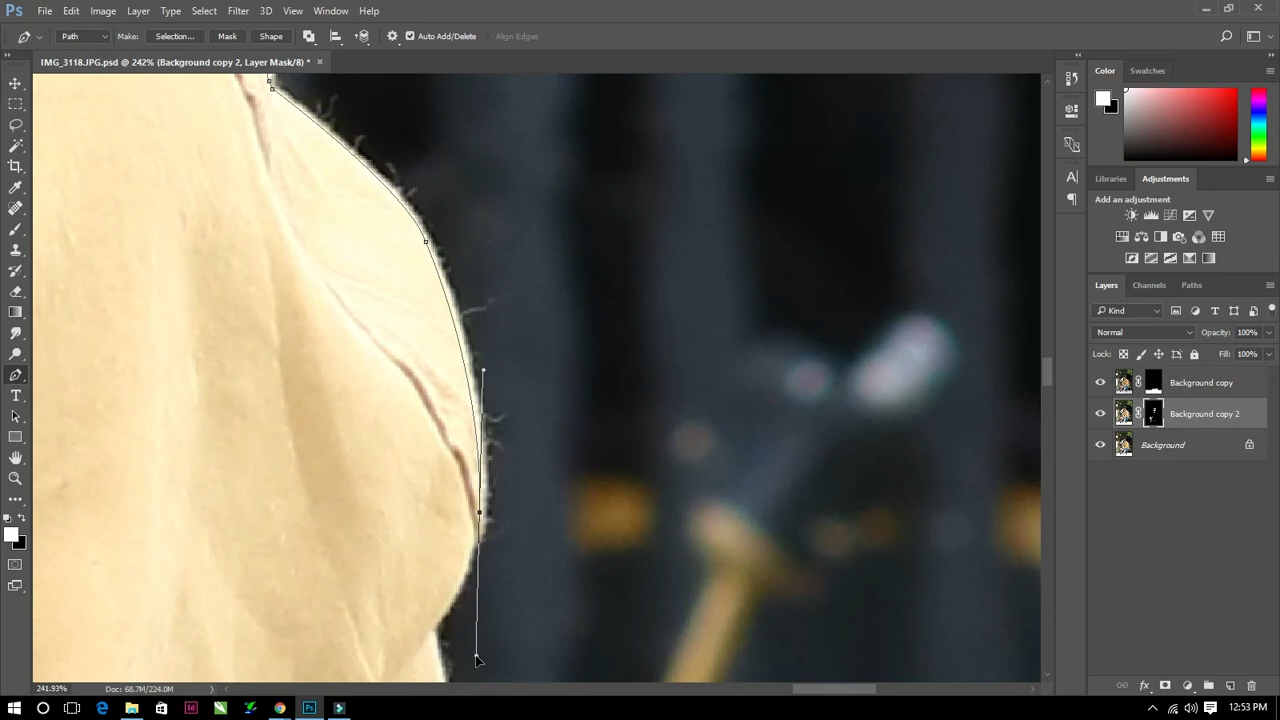 Ps File Edit Image Layer Type Select Filter 3D View Window Help
Path Make: Selection... Mask Shape Auto Add/Delete Align Edges
IMG_3118.JPG.psd @ 242% (Background copy 2, Layer Mask/8) * ×
Color Swatches
Libraries Adjustments
Add an adjustment
Layers Channels Paths
Kind
Normal Opacity: 100%
Lock: Fill: 100%
Background copy
Background copy 2
Background
241.93% Doc: 68.7M/224.0M
12:53 PM